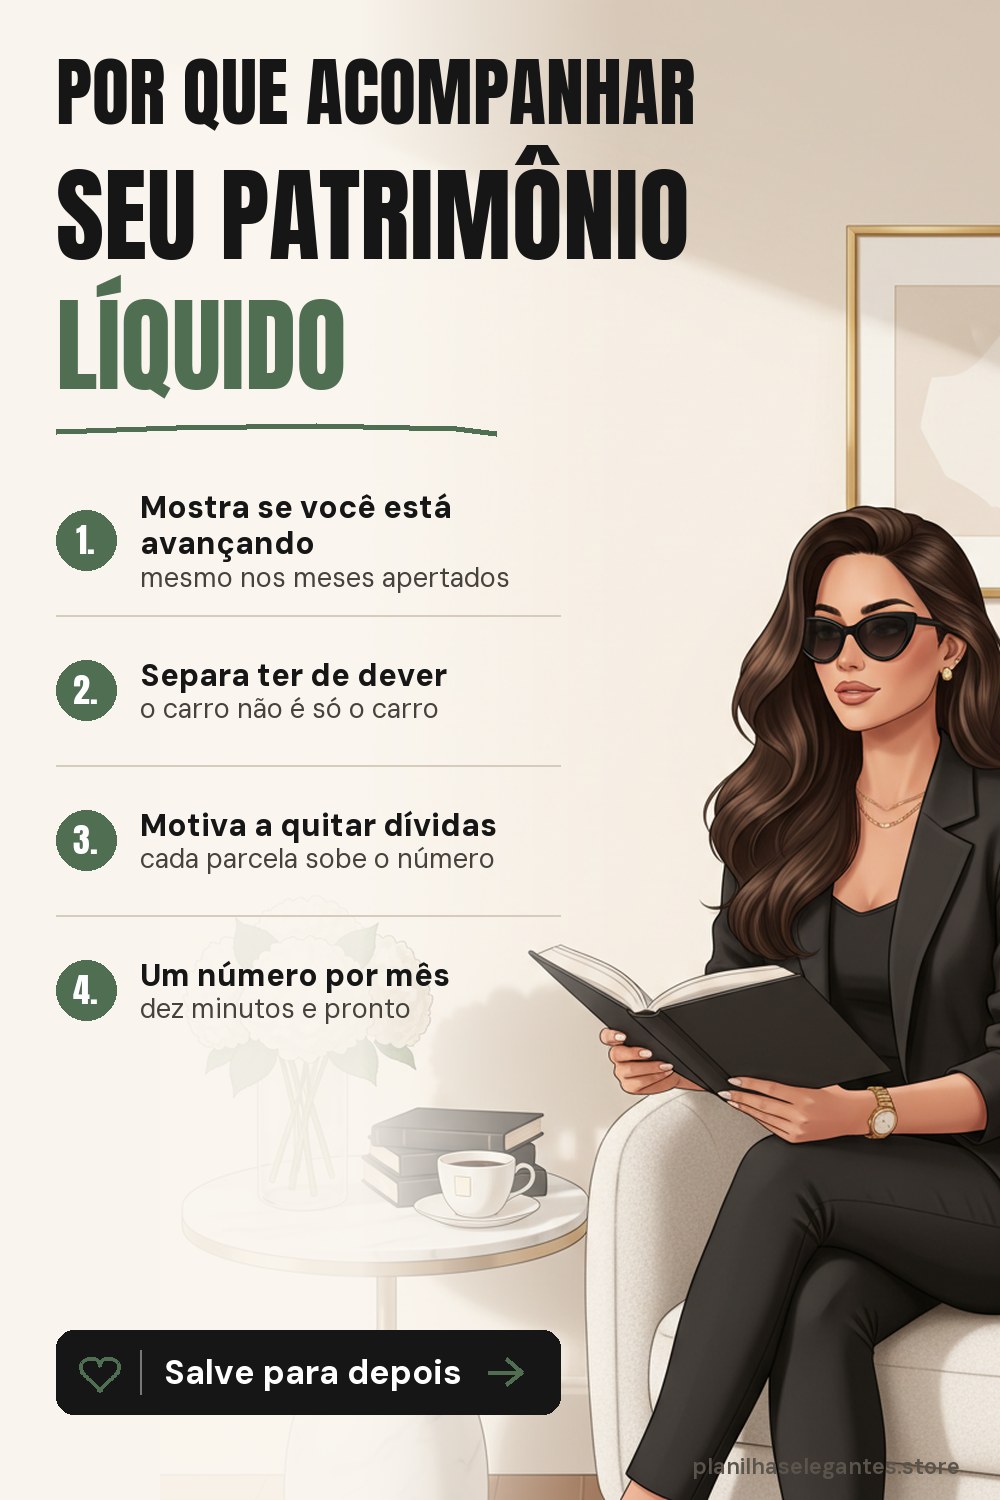 POR QUE ACOMPANHAR
SEU PATRIMÔNIO
LÍQUIDO
1.
Mostra se você está
avançando
mesmo nos meses apertados
2.
Separa ter de dever
o carro não é só o carro
3.
Motiva a quitar dívidas
cada parcela sobe o número
4.
Um número por mês
dez minutos e pronto
Salve para depois
planilhaselegantes.store